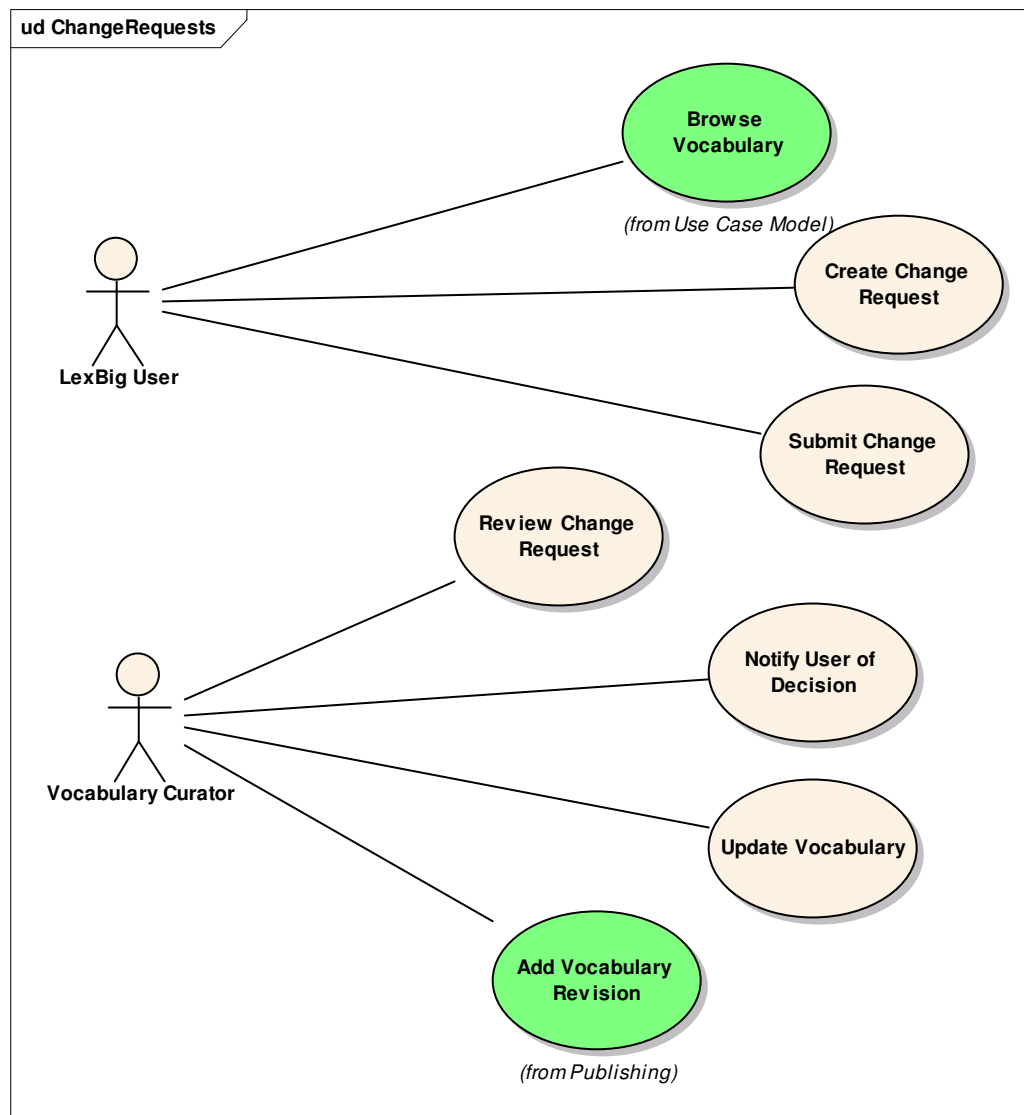 ud ChangeRequests
Browse
Vocabulary
(from Use Case Model)
Create Change
Request
LexBig User
Submit Change
Request
Review Change
Request
Notify User of
Decision
Vocabulary Curator
Update Vocabulary
Add Vocabulary
Revision
(from Publishing)